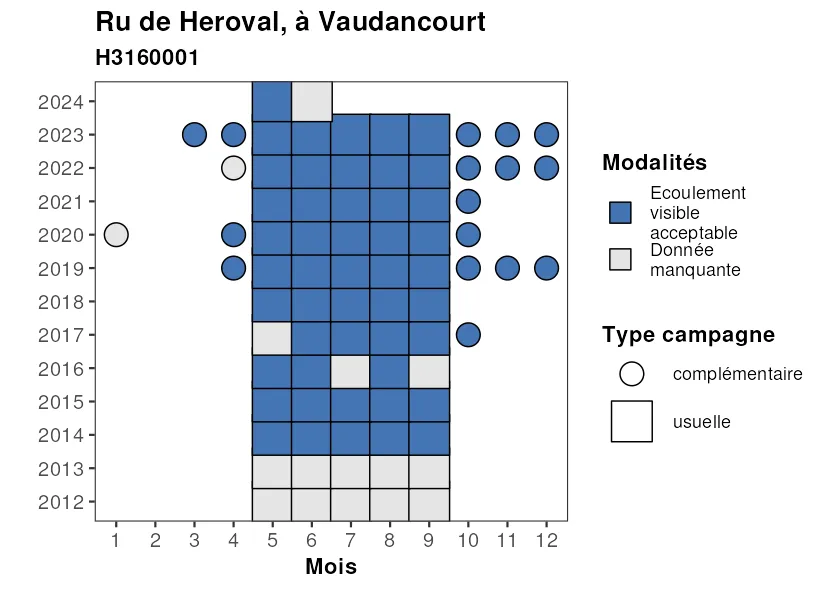 Ru de Heroval, à Vaudancourt
H3160001
2024
2023
2022
2021
2020
2019
2018
2017
2016
2015
2014
2013
2012
1 2 3 4 5 6 7 8 9 10 11 12
Mois
Modalités
Ecoulement
visible
acceptable
Donnée
manquante
Type campagne
complémentaire
usuelle